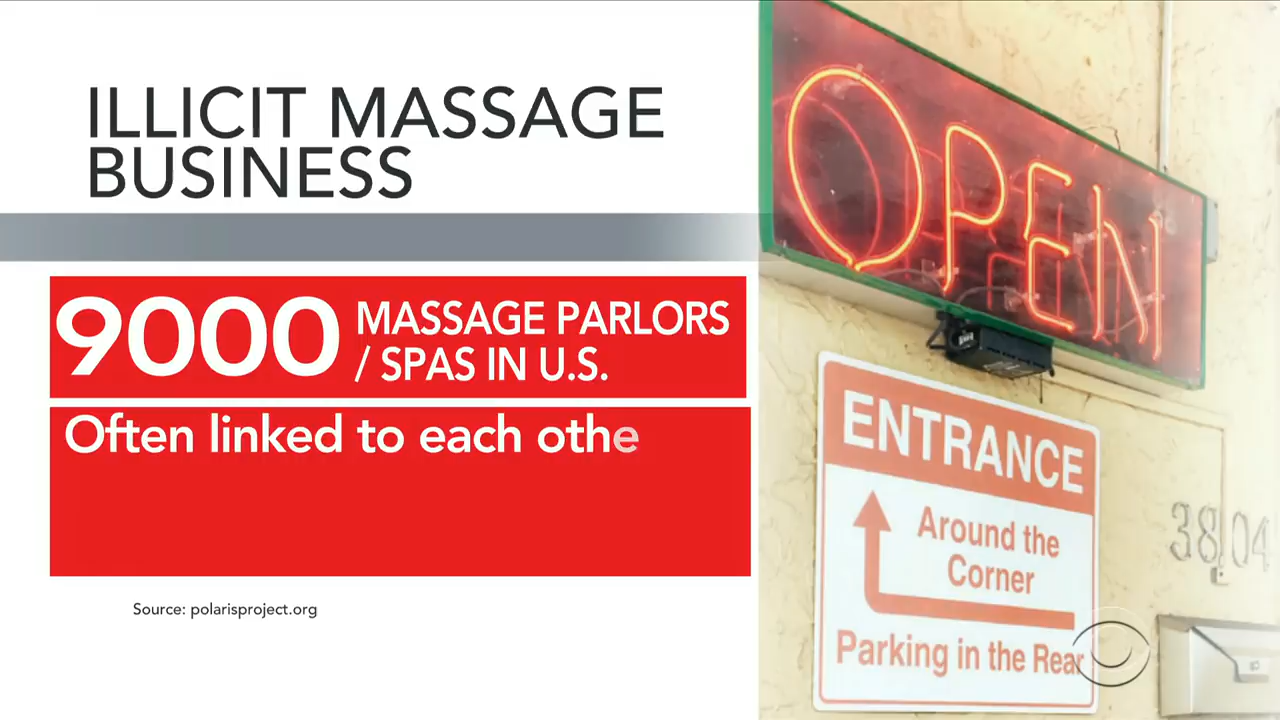 ILLICIT MASSAGE
BUSINESS
9000 MASSAGE PARLORS
/ SPAS IN U.S.
Often linked to each othe
Source: polarisproject.org
OPEN
ENTRANCE
Around the
Corner
Parking in the Rear
3804